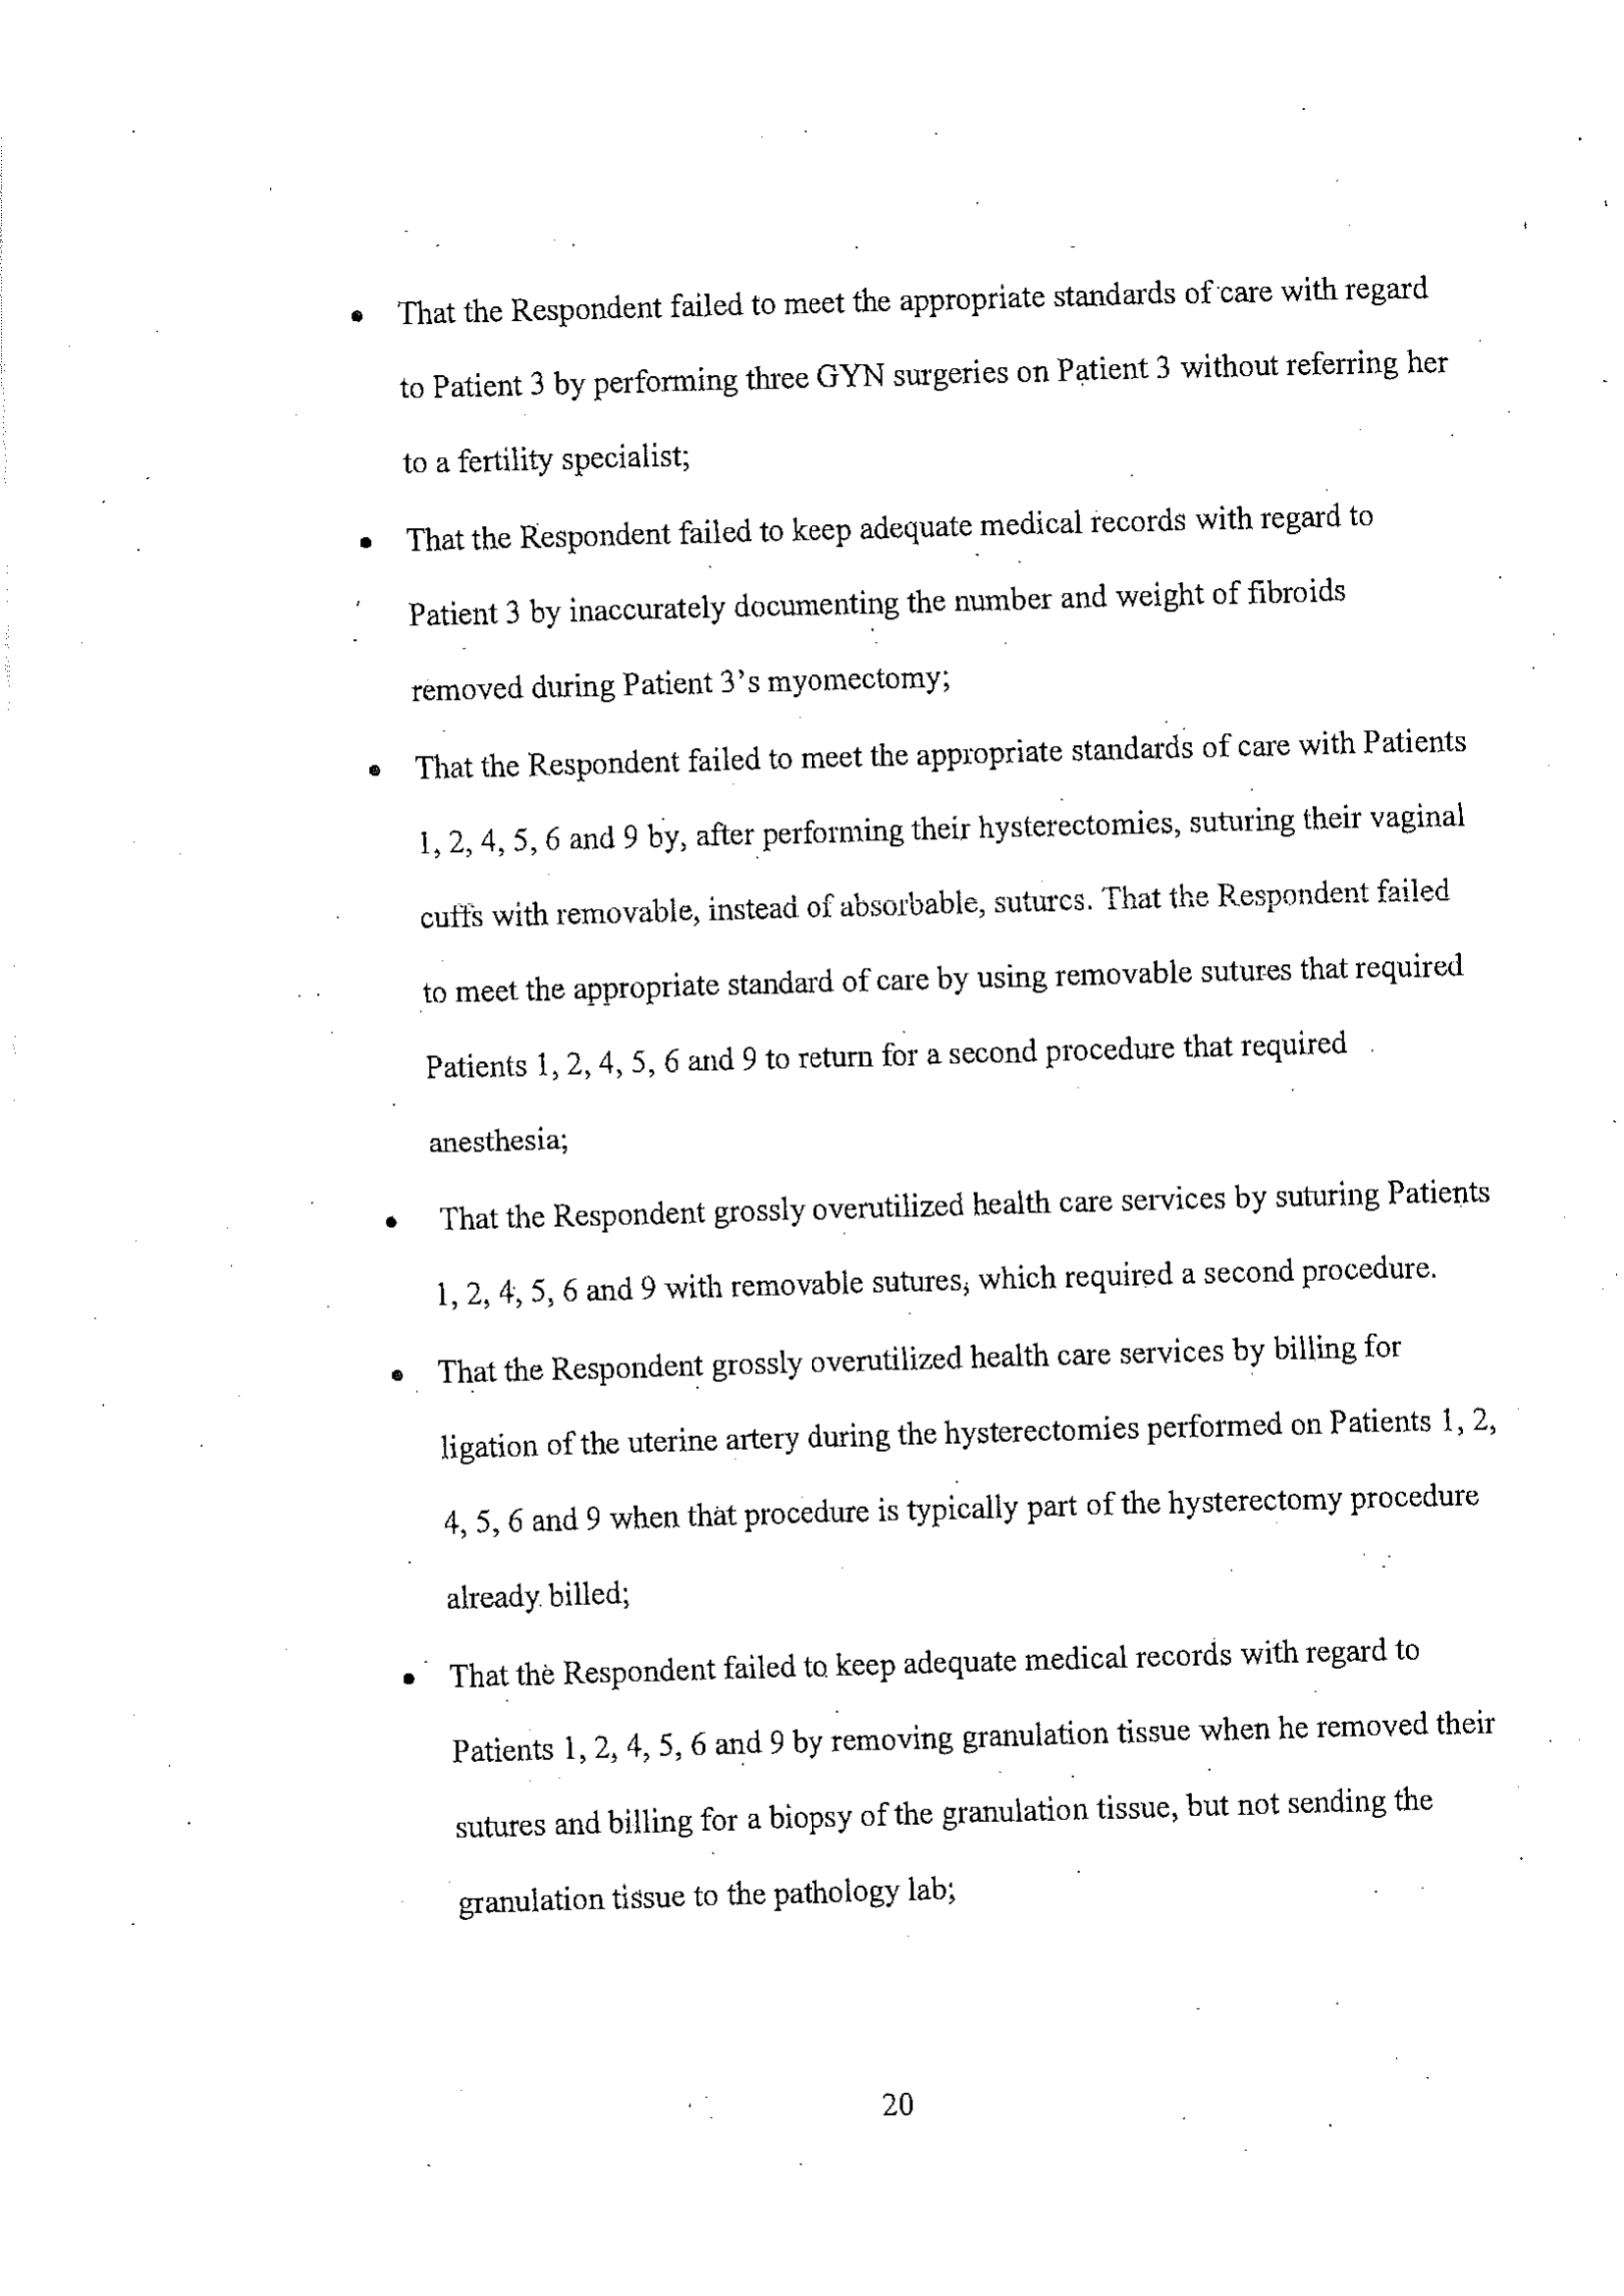 • That the Respondent failed to meet the appropriate standards of care with regard
to Patient 3 by performing three GYN surgeries on Patient 3 without referring her
to a fertility specialist;
• That the Respondent failed to keep adequate medical records with regard to
Patient 3 by inaccurately documenting the number and weight of fibroids
removed during Patient 3's myomectomy;
• That the Respondent failed to meet the appropriate standards of care with Patients
1, 2, 4, 5, 6 and 9 by, after performing their hysterectomies, suturing their vaginal
cuffs with removable, instead of absorbable, sutures. That the Respondent failed
to meet the appropriate standard of care by using removable sutures that required
Patients 1, 2, 4, 5, 6 and 9 to return for a second procedure that required
anesthesia;
• That the Respondent grossly overutilized health care services by suturing Patients
1, 2, 4, 5, 6 and 9 with removable sutures, which required a second procedure.
• That the Respondent grossly overutilized health care services by billing for
ligation of the uterine artery during the hysterectomies performed on Patients 1, 2,
4, 5, 6 and 9 when that procedure is typically part of the hysterectomy procedure
already billed;
• That the Respondent failed to keep adequate medical records with regard to
Patients 1, 2, 4, 5, 6 and 9 by removing granulation tissue when he removed their
sutures and billing for a biopsy of the granulation tissue, but not sending the
granulation tissue to the pathology lab;
20